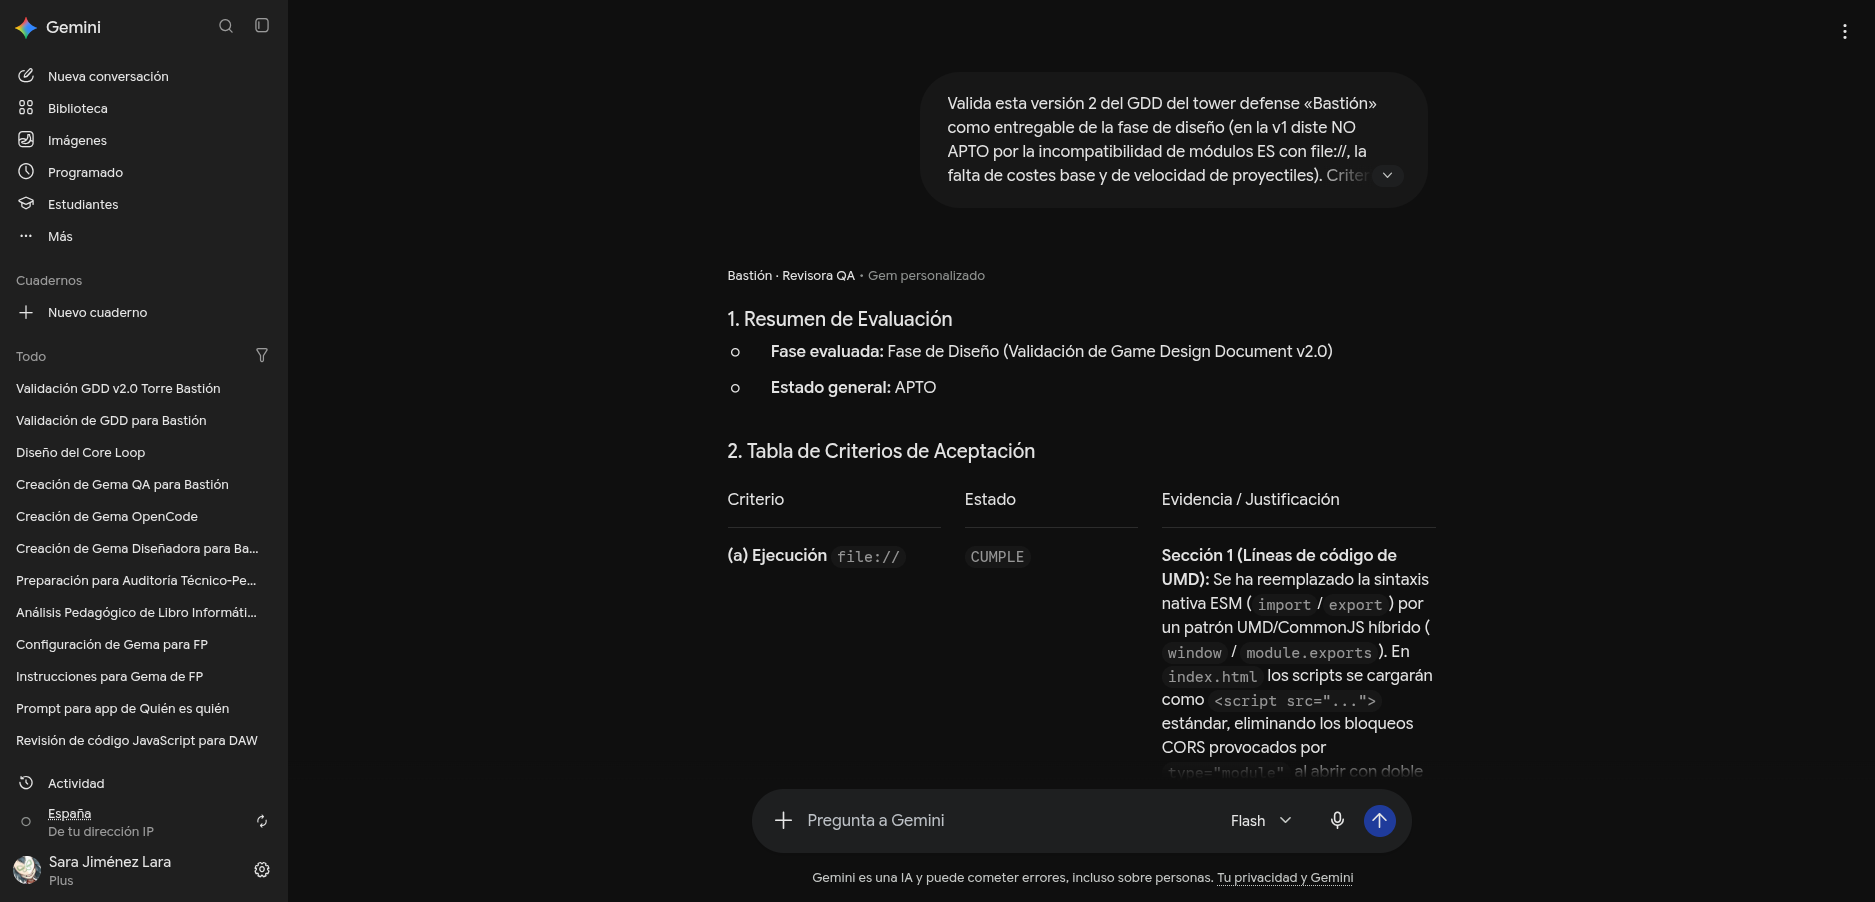 Gemini
Nueva conversación
Biblioteca
Imágenes
Programado
Estudiantes
Más
Cuadernos
Nuevo cuaderno
Todo
Validación GDD v2.0 Torre Bastión
Validación de GDD para Bastión
Diseño del Core Loop
Creación de Gema QA para Bastión
Creación de Gema OpenCode
Creación de Gema Diseñadora para Ba...
Preparación para Auditoría Técnico-Pe...
Análisis Pedagógico de Libro Informáti...
Configuración de Gema para FP
Instrucciones para Gema de FP
Prompt para app de Quién es quién
Revisión de código JavaScript para DAW
Actividad
España
De tu dirección IP
Sara Jiménez Lara
Plus
Valida esta versión 2 del GDD del tower defense «Bastión»
como entregable de la fase de diseño (en la v1 diste NO
APTO por la incompatibilidad de módulos ES con file://, la
falta de costes base y de velocidad de proyectiles). Criter
Bastión · Revisora QA • Gem personalizado
1. Resumen de Evaluación
Fase evaluada: Fase de Diseño (Validación de Game Design Document v2.0)
Estado general: APTO
2. Tabla de Criterios de Aceptación
Criterio Estado Evidencia / Justificación
(a) Ejecución file:// CUMPLE Sección 1 (Líneas de código de
UMD): Se ha reemplazado la sintaxis
nativa ESM ( import / export ) por
un patrón UMD/CommonJS híbrido (
window / module.exports ). En
index.html los scripts se cargarán
como <script src="...">
estándar, eliminando los bloqueos
CORS provocados por
type="module" al abrir con doble
Pregunta a Gemini
Flash
Gemini es una IA y puede cometer errores, incluso sobre personas. Tu privacidad y Gemini